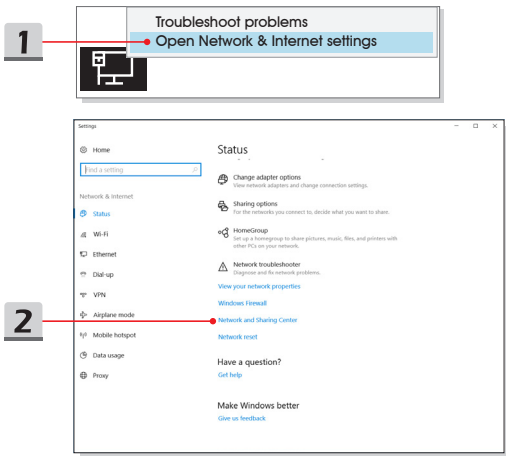 Troubleshoot problems
1
Open Network & Internet settings
Settings
Home
Find a setting
Network & Internet
Status
Wi-Fi
Ethernet
Dial-up
VPN
Airplane mode
Mobile hotspot
Data usage
Proxy
Status
Change adapter options
View network adapters and change connection settings.
Sharing options
For the networks you connect to, decide what you want to share.
HomeGroup
Set up a homegroup to share pictures, music, files, and printers with
other PCs on your network.
Network troubleshooter
Diagnose and fix network problems.
View your network properties
Windows Firewall
2
Network and Sharing Center
Network reset
Have a question?
Get help
Make Windows better
Give us feedback